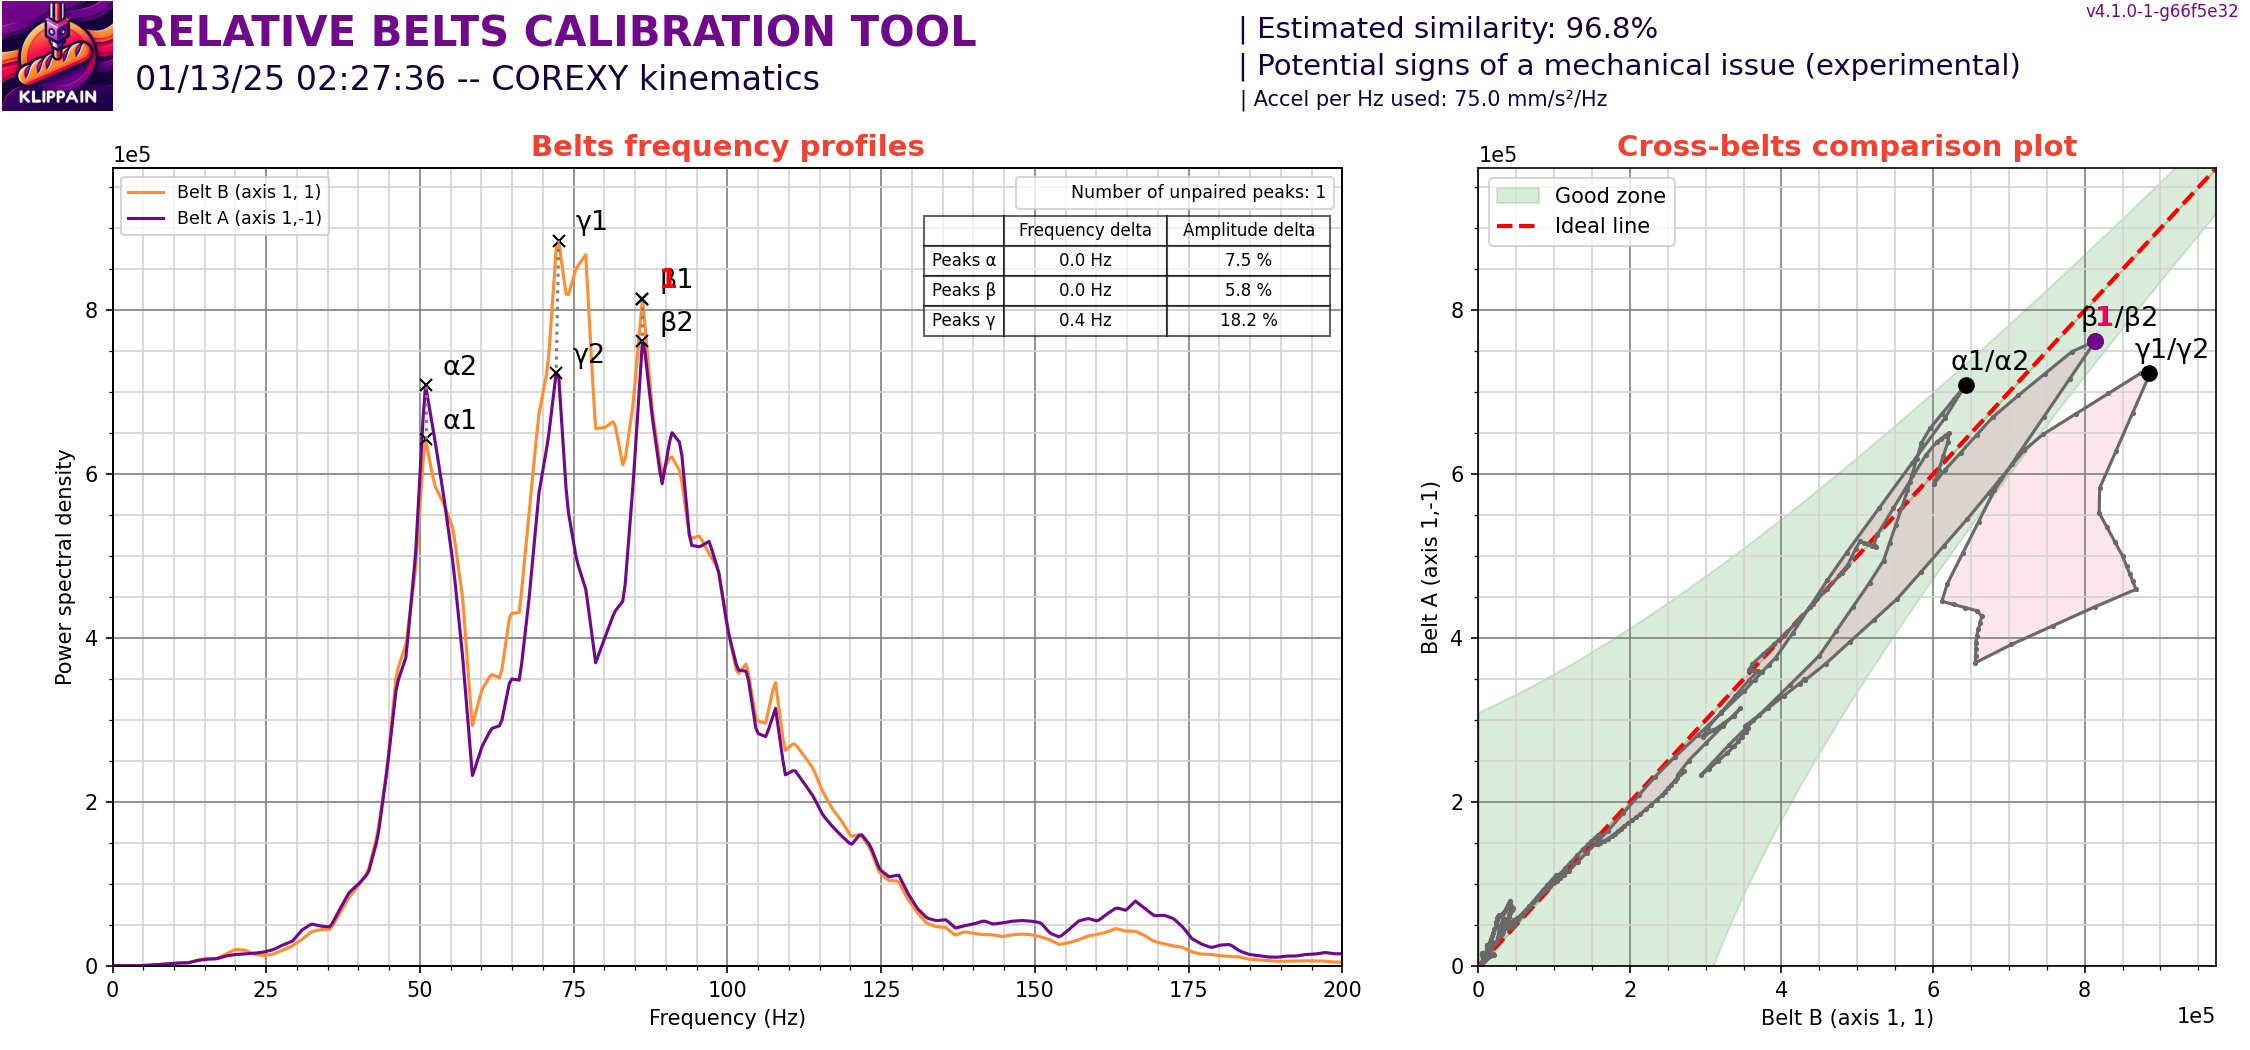 KLIPPAIN
RELATIVE BELTS CALIBRATION TOOL
01/13/25 02:27:36 -- COREXY kinematics
| Estimated similarity: 96.8%
| Potential signs of a mechanical issue (experimental)
| Accel per Hz used: 75.0 mm/s²/Hz
v4.1.0-1-g66f5e32
Belts frequency profiles
1e5
Belt B (axis 1, 1)
Belt A (axis 1,-1)
Number of unpaired peaks: 1
Frequency delta Amplitude delta
Peaks α 0.0 Hz 7.5 %
Peaks β 0.0 Hz 5.8 %
Peaks γ 0.4 Hz 18.2 %
γ1
β1
1
β2
γ2
α2
α1
Power spectral density
8
6
4
2
0
0 25 50 75 100 125 150 175 200
Frequency (Hz)
Cross-belts comparison plot
1e5
Good zone
Ideal line
β1/β2
1
γ1/γ2
α1/α2
Belt A (axis 1,-1)
8
6
4
2
0
0 2 4 6 8
1e5
Belt B (axis 1, 1)